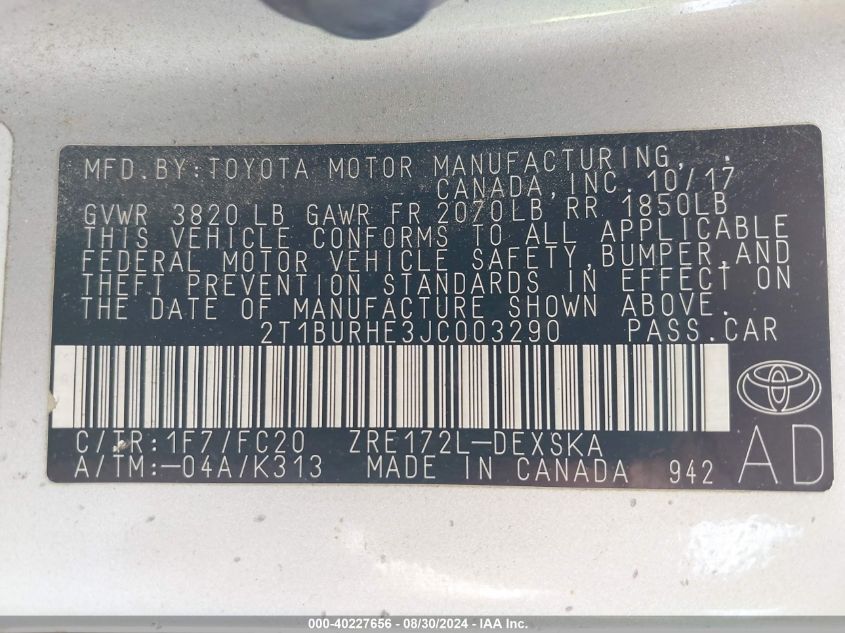 MFD.BY:TOYOTA MOTOR MANUFACTURING,
CANADA,INC. 10/17
GVWR 3820 LB GAWR FR 2070LB RR 1850LB
THIS VEHICLE CONFORMS TO ALL APPLICABLE
FEDERAL MOTOR VEHICLE SAFETY,BUMPER,AND
THEFT PREVENTION STANDARDS IN EFFECT ON
THE DATE OF MANUFACTURE SHOWN ABOVE.
2T1BURHE3JC003290 PASS.CAR
C/TR:1F7/FC20 ZRE172L-DEXSKA
A/TM:-04A/K313 MADE IN CANADA 942
AD
000-40227656 - 08/30/2024 - IAA Inc.